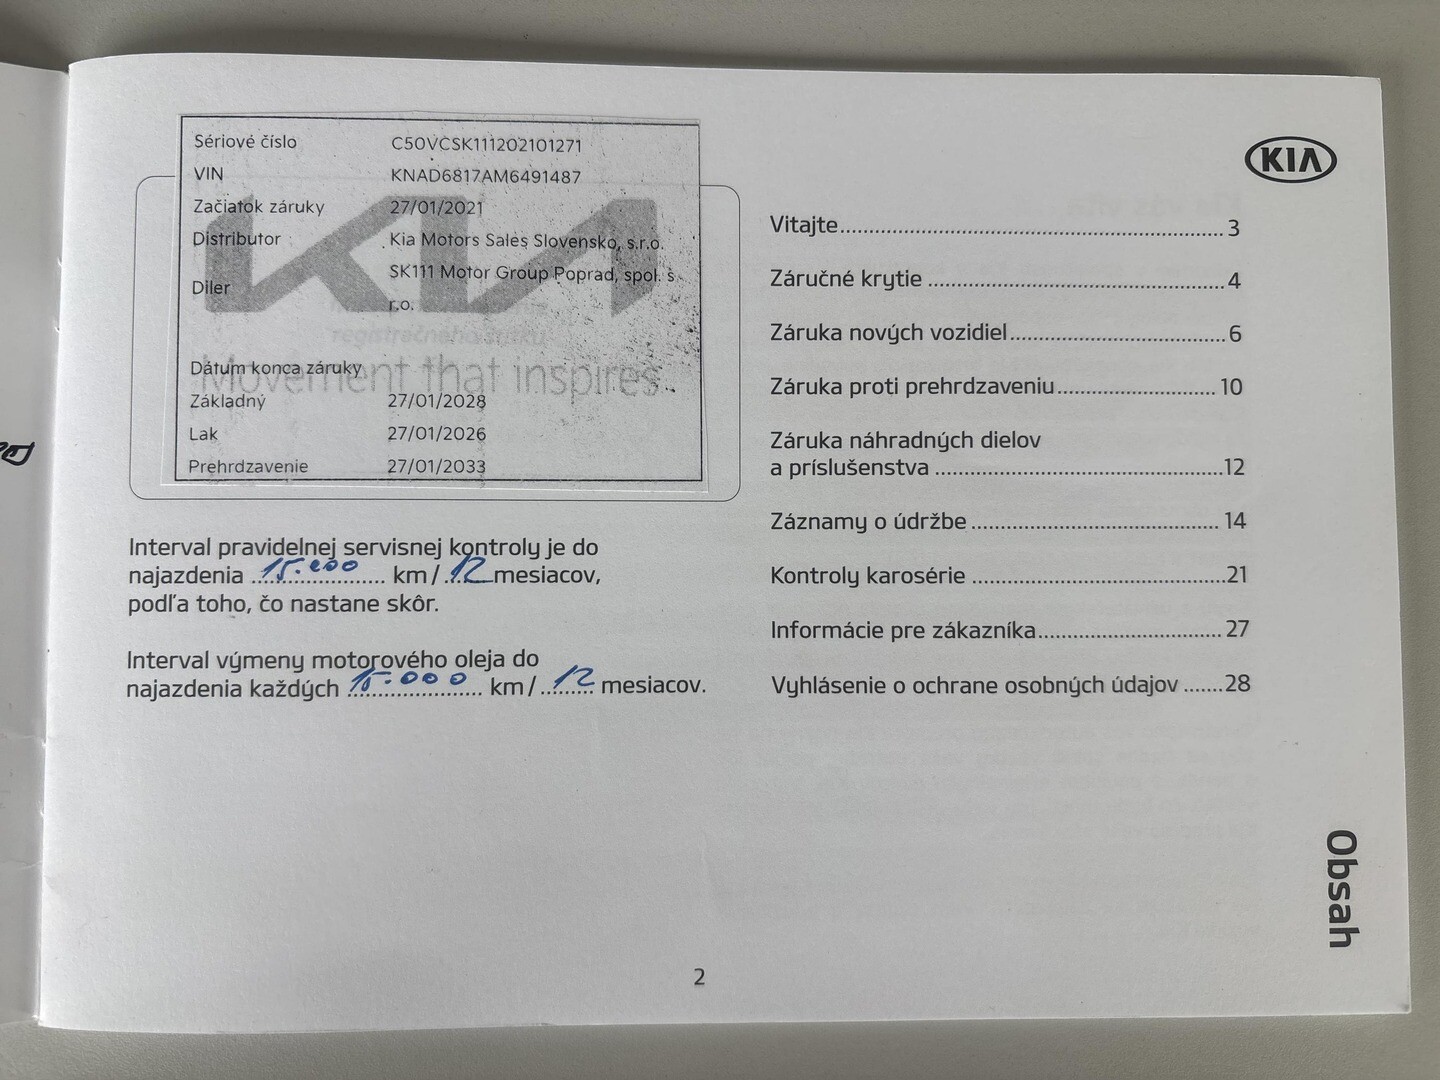 Sériové číslo C50VCSK111202101271
VIN KNAD6817AM6491487
Začiatok záruky 27/01/2021
Distributor Kia Motors Sales Slovensko, s.r.o.
Díler SK111 Motor Group Poprad, spol. s
r.o.
registračného štítku
Movement that inspires
Dátum konca záruky
Základný 27/01/2028
Lak 27/01/2026
Prehrdzavenie 27/01/2033
KIA
Interval pravidelnej servisnej kontroly je do
najazdenia 15.000 km / 12 mesiacov,
podľa toho, čo nastane skôr.
Interval výmeny motorového oleja do
najazdenia každých 15.000 km / 12 mesiacov.
KIA
Vitajte 3
Záručné krytie 4
Záruka nových vozidiel 6
Záruka proti prehrdzaveniu 10
Záruka náhradných dielov
a príslušenstva 12
Záznamy o údržbe 14
Kontroly karosérie 21
Informácie pre zákazníka 27
Vyhlásenie o ochrane osobných údajov 28
Obsah
2